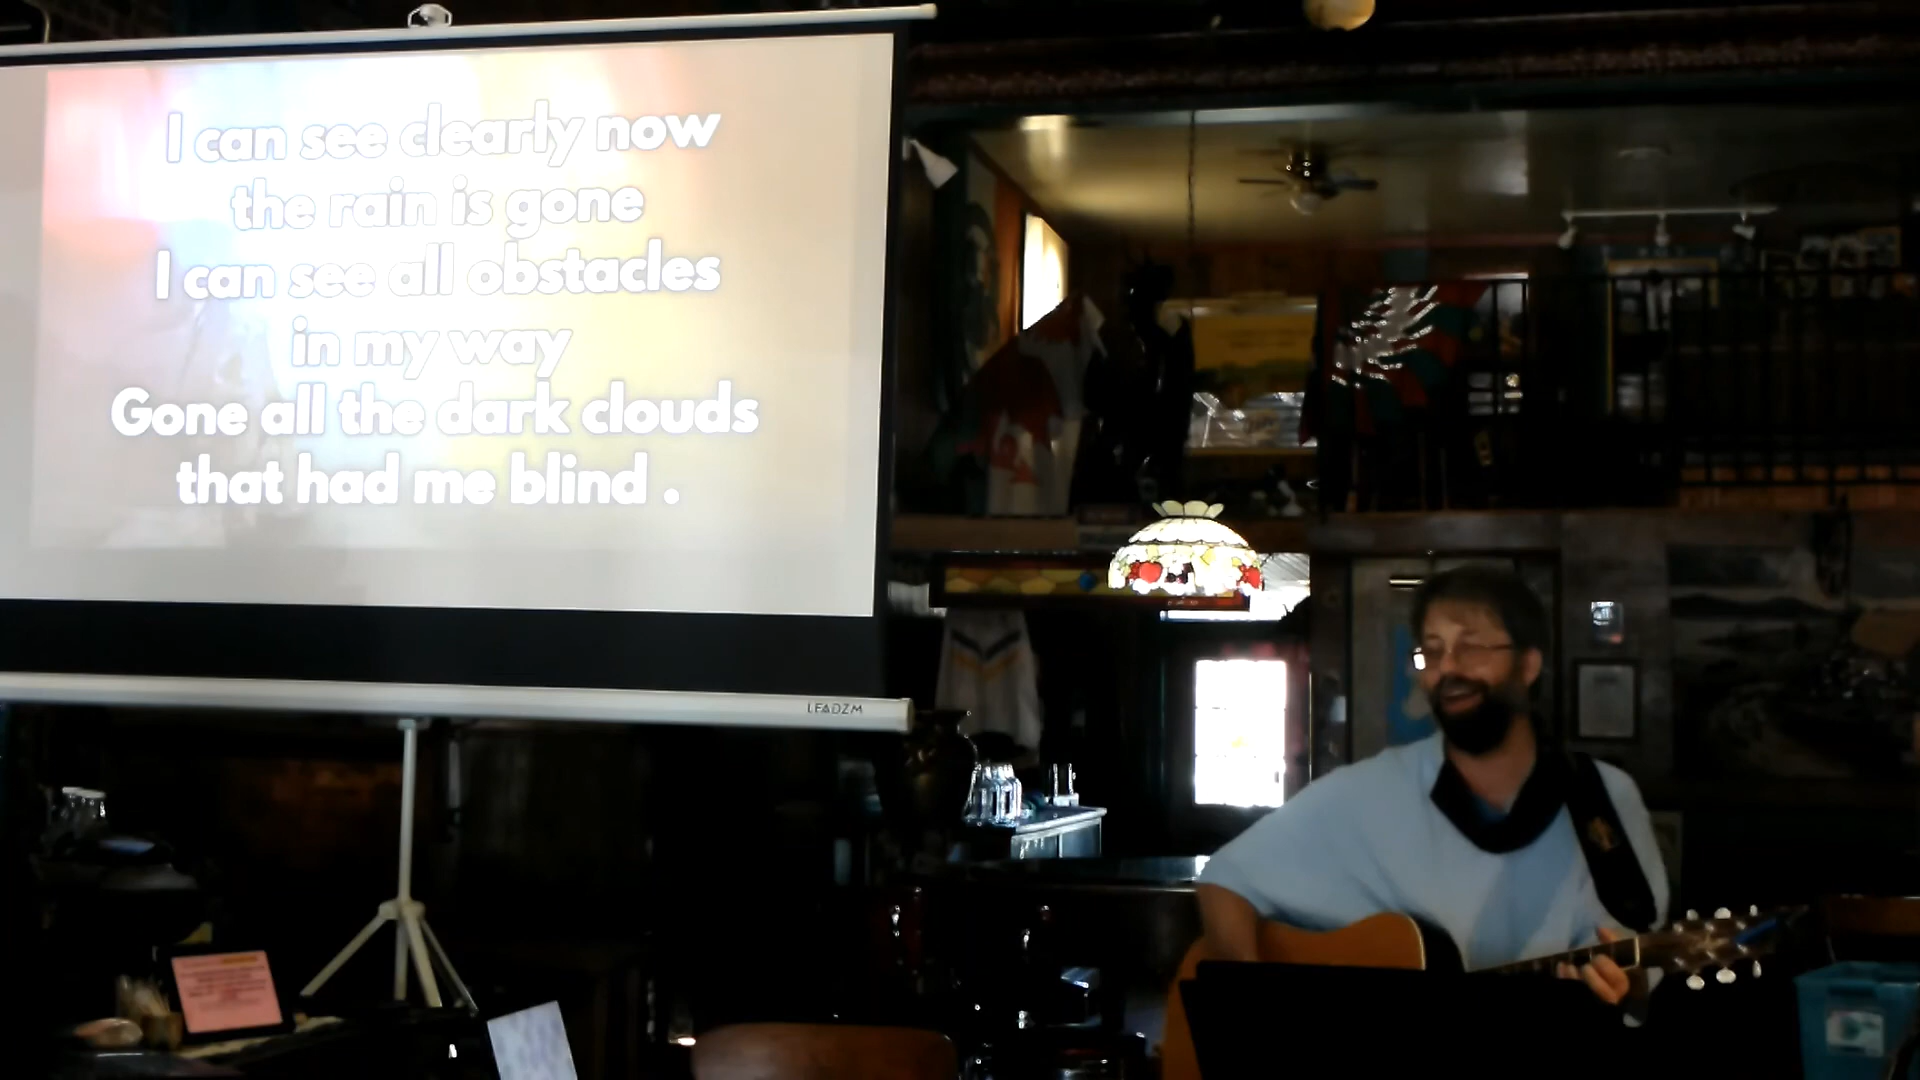 I can see clearly now
the rain is gone
I can see all obstacles
in my way
Gone all the dark clouds
that had me blind .
LEADZM